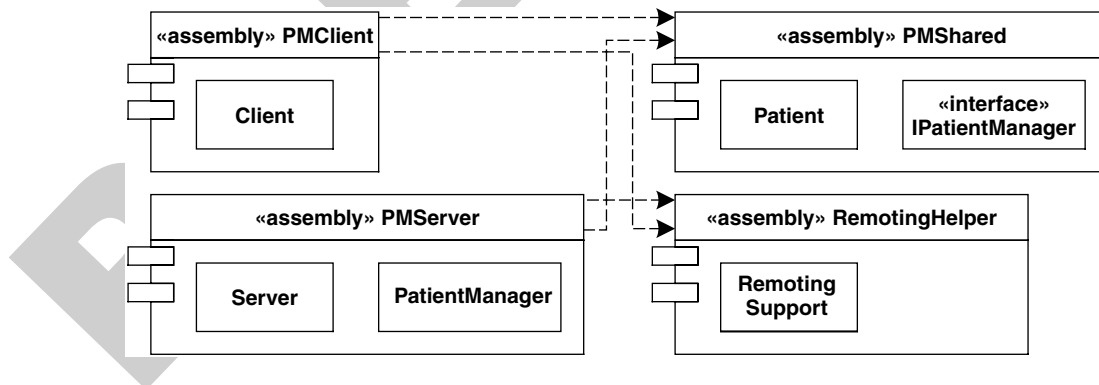 «assembly» PMClient
Client
«assembly» PMShared
Patient
«interface»
IPatientManager
«assembly» PMServer
Server
PatientManager
«assembly» RemotingHelper
Remoting
Support